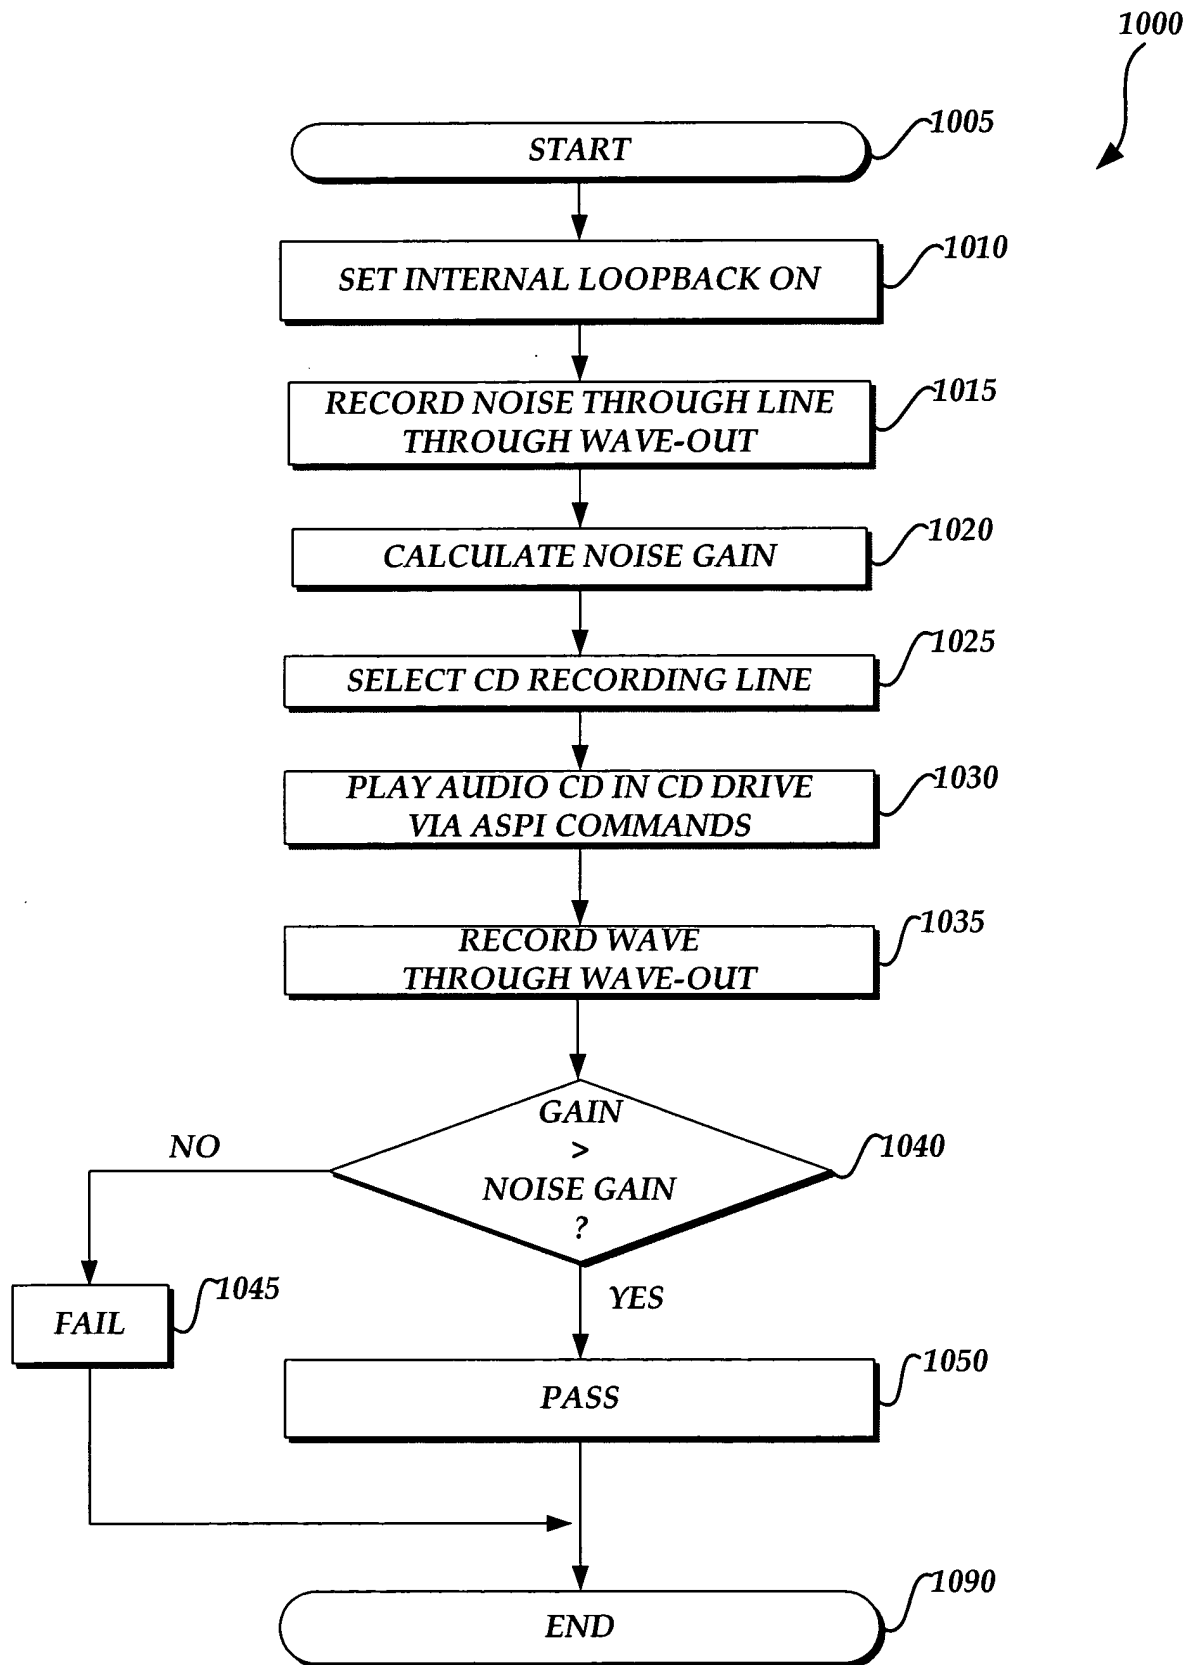 1000
START
1005
SET INTERNAL LOOPBACK ON
1010
RECORD NOISE THROUGH LINE
THROUGH WAVE-OUT
1015
CALCULATE NOISE GAIN
1020
SELECT CD RECORDING LINE
1025
PLAY AUDIO CD IN CD DRIVE
VIA ASPI COMMANDS
1030
RECORD WAVE
THROUGH WAVE-OUT
1035
GAIN
>
NOISE GAIN
?
1040
NO
YES
FAIL
1045
PASS
1050
END
1090